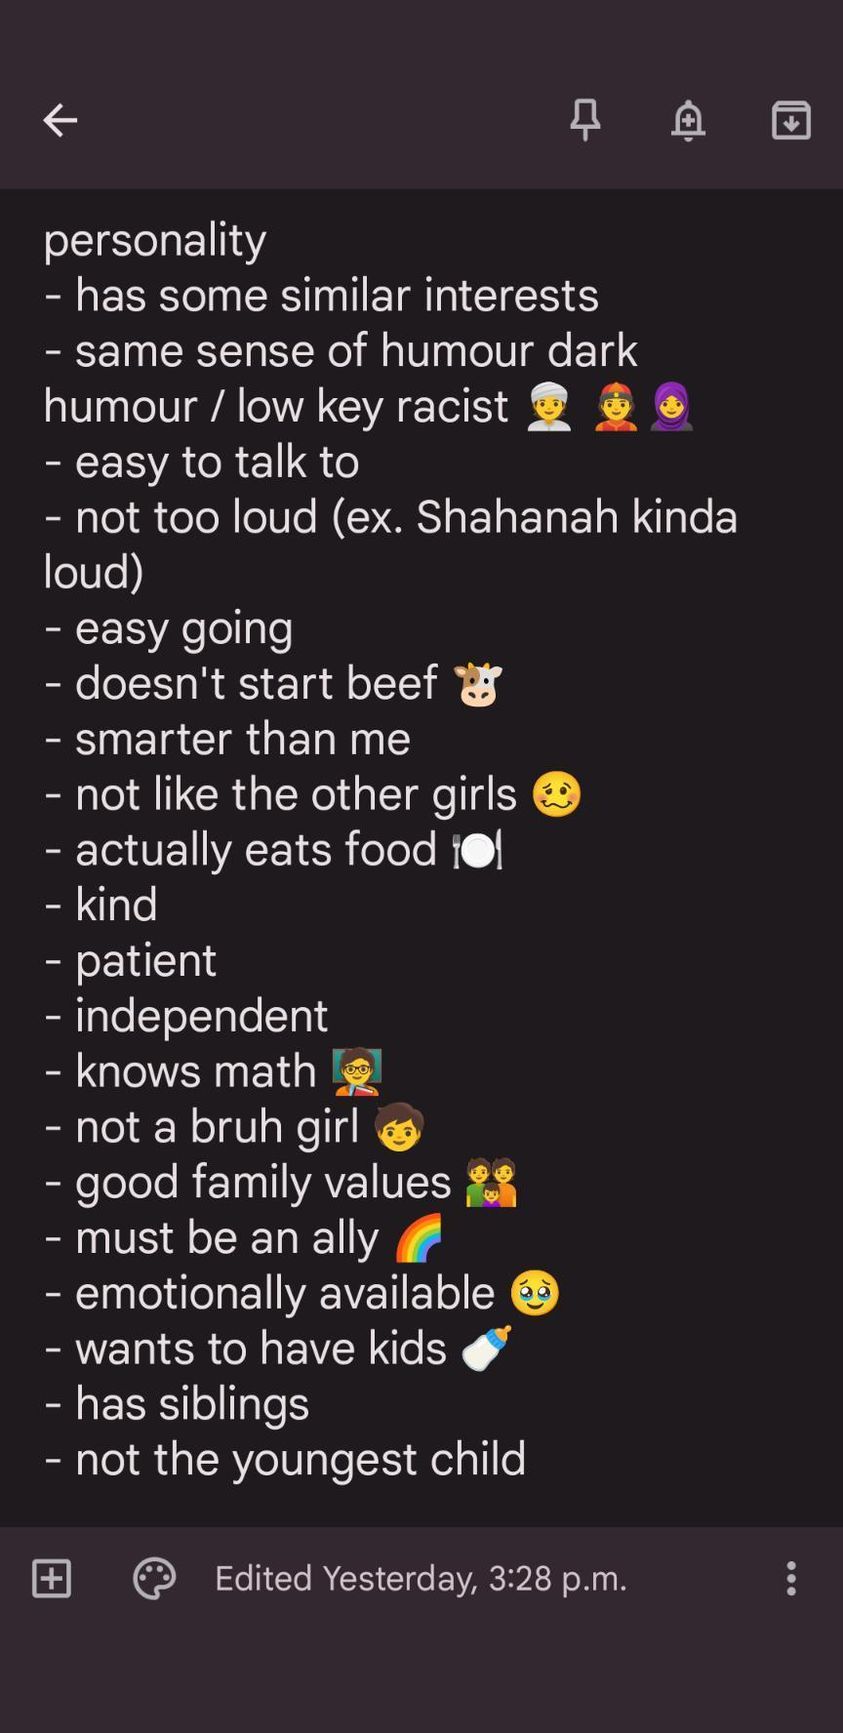 personality
- has some similar interests
- same sense of humour dark
humour / low key racist 👳 👲 🧕
- easy to talk to
- not too loud (ex. Shahanah kinda
loud)
- easy going
- doesn't start beef 🐮
- smarter than me
- not like the other girls 🥴
- actually eats food 🍽️
- kind
- patient
- independent
- knows math 🧑‍🏫
- not a bruh girl 🧒
- good family values 👪
- must be an ally 🌈
- emotionally available 🥹
- wants to have kids 🍼
- has siblings
- not the youngest child
Edited Yesterday, 3:28 p.m.